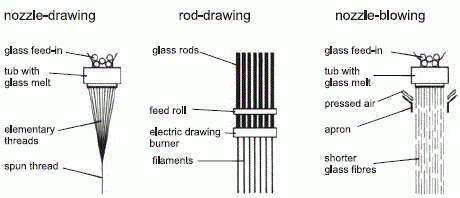 nozzle-drawing
glass feed-in
tub with
glass melt
elementary
threads
spun thread
rod-drawing
glass rods
feed roll
electric drawing
burner
filaments
nozzle-blowing
glass feed-in
tub with
glass melt
pressed air
apron
shorter
glass fibres